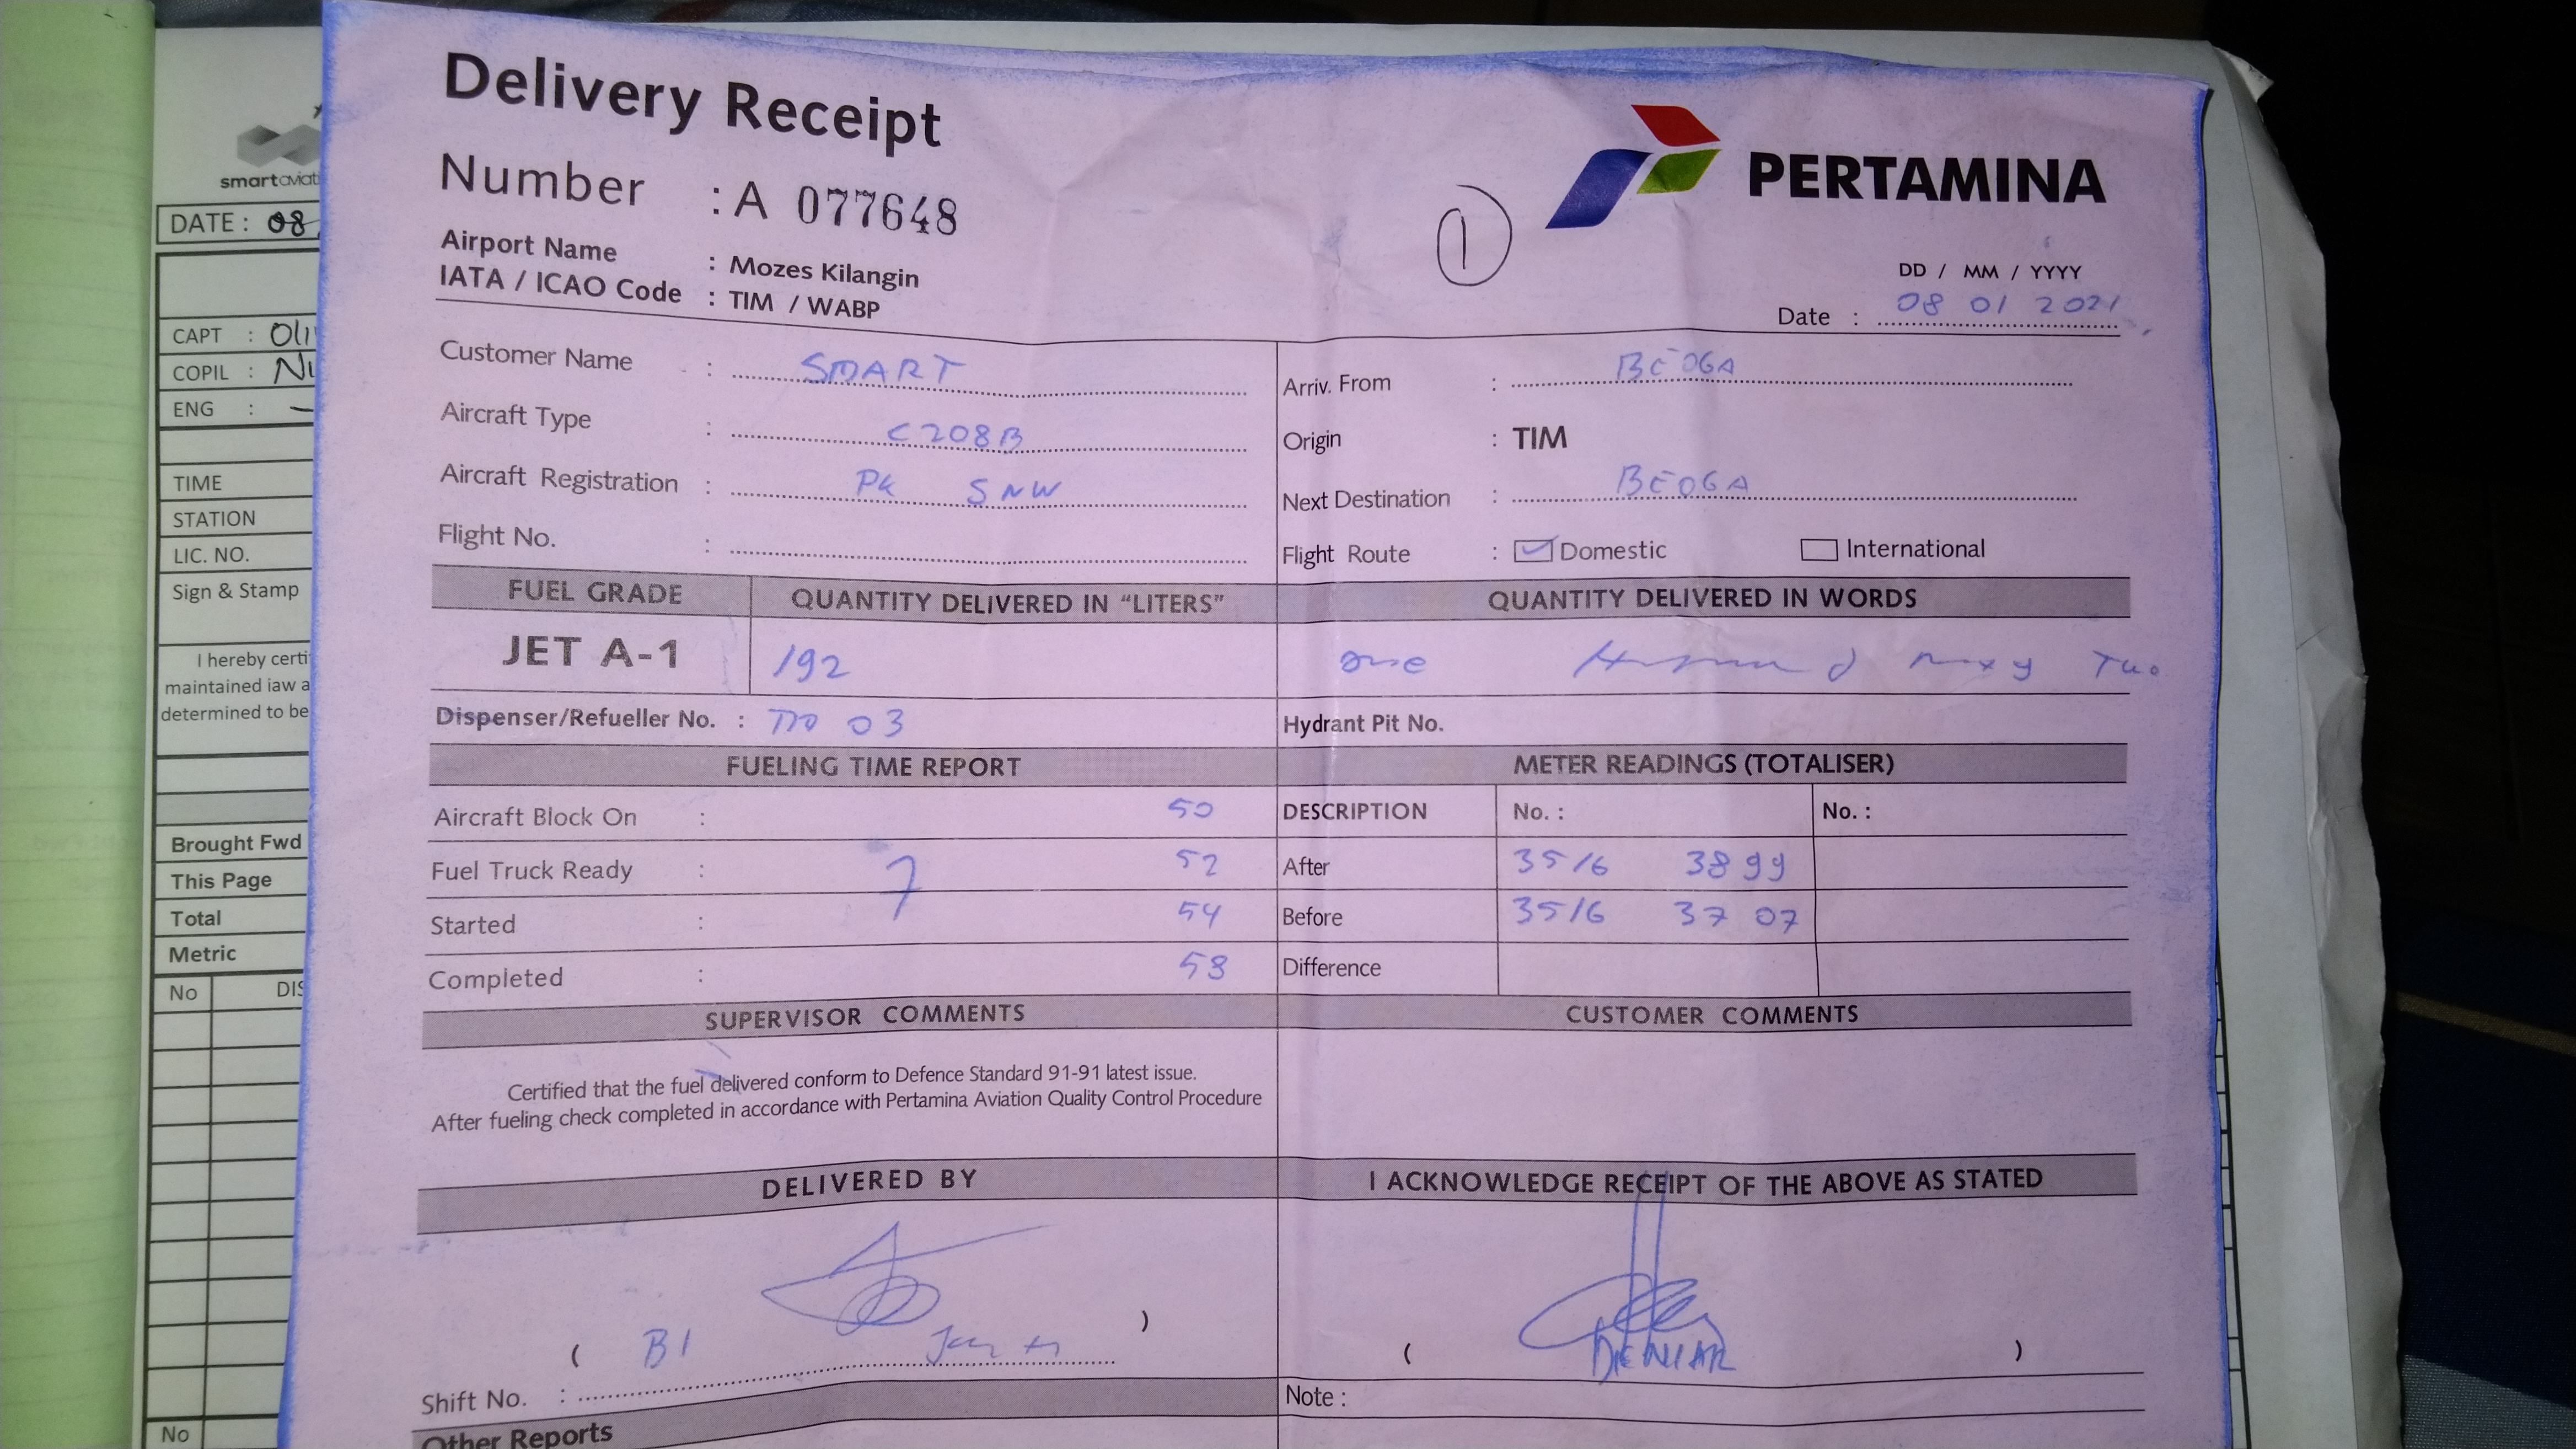 Delivery Receipt
PERTAMINA
Number : A 077648
1
Airport Name : Mozes Kilangin
IATA / ICAO Code : TIM / WABP
DD / MM / YYYY
Date : 08 01 2021
Customer Name : SMART
Arriv. From : BEOGA
Aircraft Type : C208B
Origin : TIM
Aircraft Registration : PK SNW
Next Destination : BEOGA
Flight No. :
Flight Route : Domestic International
FUEL GRADE QUANTITY DELIVERED IN “LITERS” QUANTITY DELIVERED IN WORDS
JET A-1 192 one Two
Dispenser/Refueller No. : 03 Hydrant Pit No.
FUELING TIME REPORT METER READINGS (TOTALISER)
Aircraft Block On : 50 DESCRIPTION No. : No. :
Fuel Truck Ready : 7 52 After 3516 3899
Started : 54 Before 3516 3707
Completed : 58 Difference
SUPERVISOR COMMENTS CUSTOMER COMMENTS
Certified that the fuel delivered conform to Defence Standard 91-91 latest issue.
After fueling check completed in accordance with Pertamina Aviation Quality Control Procedure
DELIVERED BY I ACKNOWLEDGE RECEIPT OF THE ABOVE AS STATED
( B1 ) ( )
Shift No. : Note :
Other Reports
smart
DATE : 08
CAPT :
COPIL :
ENG : –
TIME
STATION
LIC. NO.
Sign & Stamp
I hereby
maintained iaw a
determined to be
Brought Fwd
This Page
Total
Metric
No
No